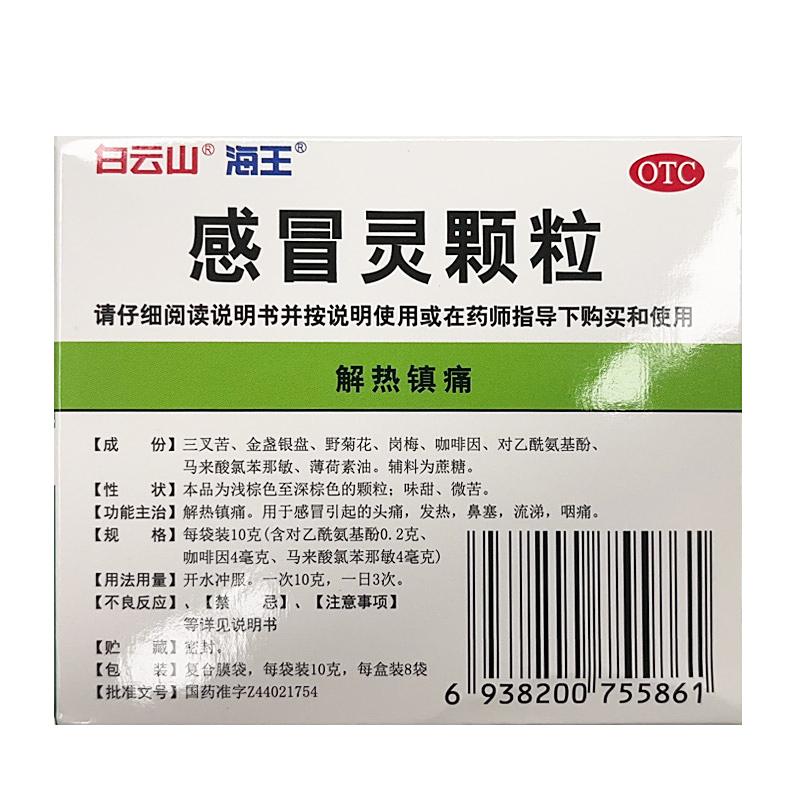 白云山® 海王®
OTC
感冒灵颗粒
请仔细阅读说明书并按说明使用或在药师指导下购买和使用
解热镇痛
【成份】三叉苦、金盏银盘、野菊花、岗梅、咖啡因、对乙酰氨基酚、
马来酸氯苯那敏、薄荷素油。辅料为蔗糖。
【性状】本品为浅棕色至深棕色的颗粒；味甜、微苦。
【功能主治】解热镇痛。用于感冒引起的头痛，发热，鼻塞，流涕，咽痛。
【规格】每袋装10克(含对乙酰氨基酚0.2克、
咖啡因4毫克、马来酸氯苯那敏4毫克)
【用法用量】开水冲服。一次10克，一日3次。
【不良反应】、【禁忌】、【注意事项】
等详见说明书
【贮藏】密封。
【包装】复合膜袋，每袋装10克，每盒装8袋
【批准文号】国药准字Z44021754
6 938200 755861